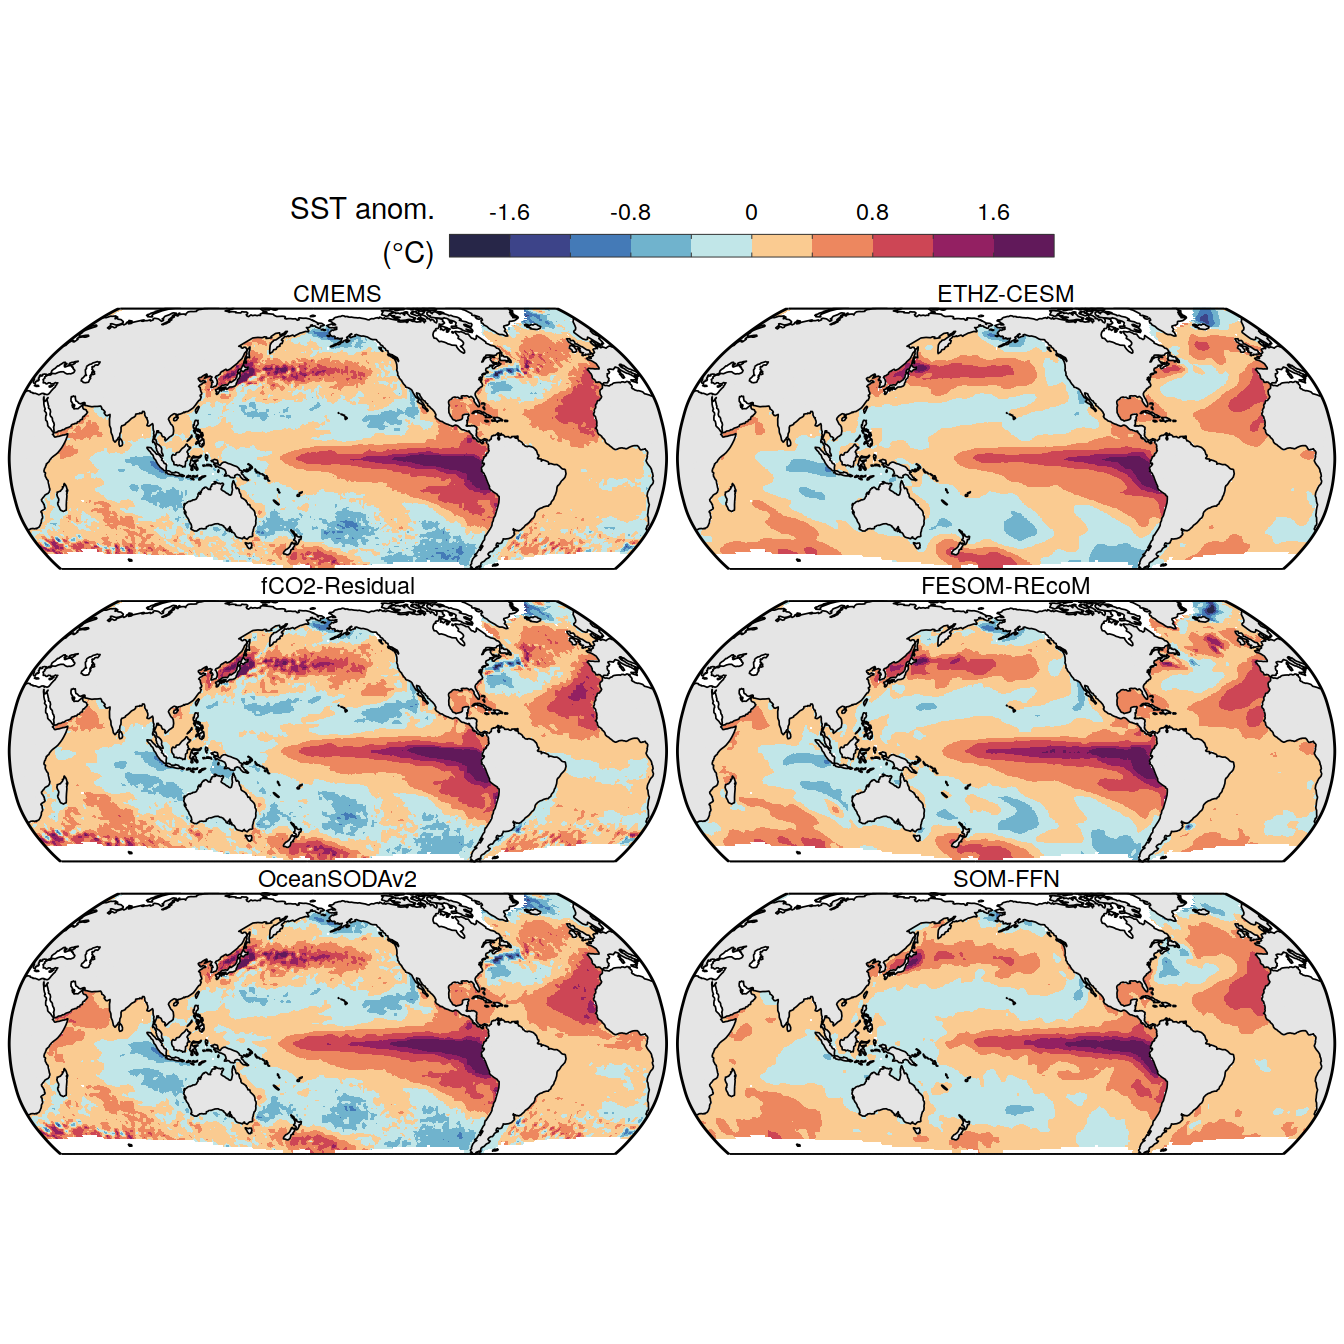 SST anom.
(°C)
-1.6 -0.8 0 0.8 1.6
CMEMS
ETHZ-CESM
fCO2-Residual
FESOM-REcoM
OceanSODAv2
SOM-FFN